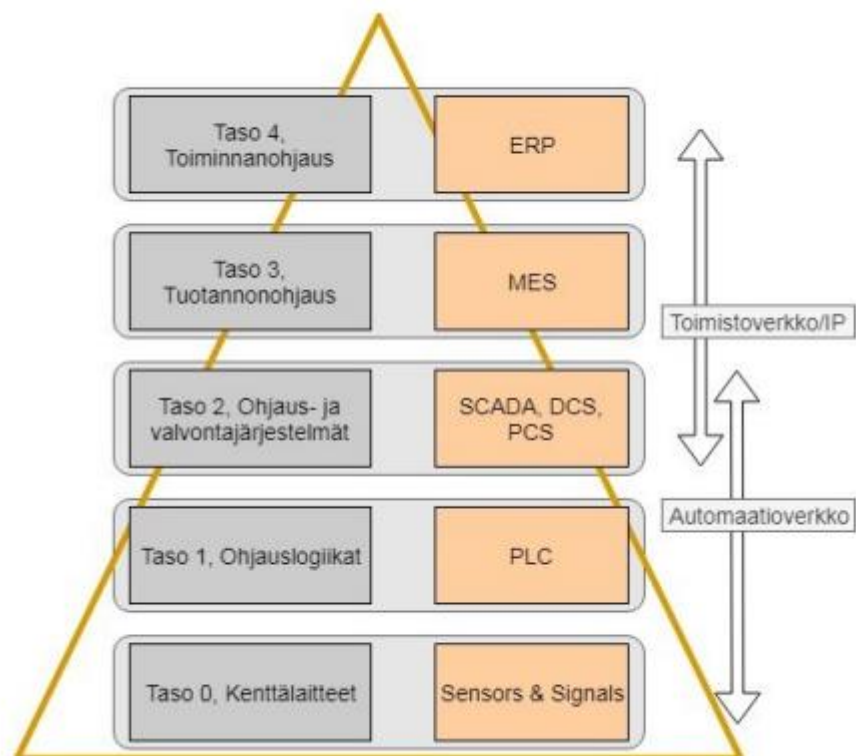 Taso 4,
Toiminnanohjaus
ERP
Taso 3,
Tuotannonohjaus
MES
Toimistoverkko/IP
Taso 2, Ohjaus- ja
valvontajärjestelmät
SCADA, DCS,
PCS
Automaatioverkko
Taso 1, Ohjauslogiikat
PLC
Taso 0, Kenttälaitteet
Sensors & Signals